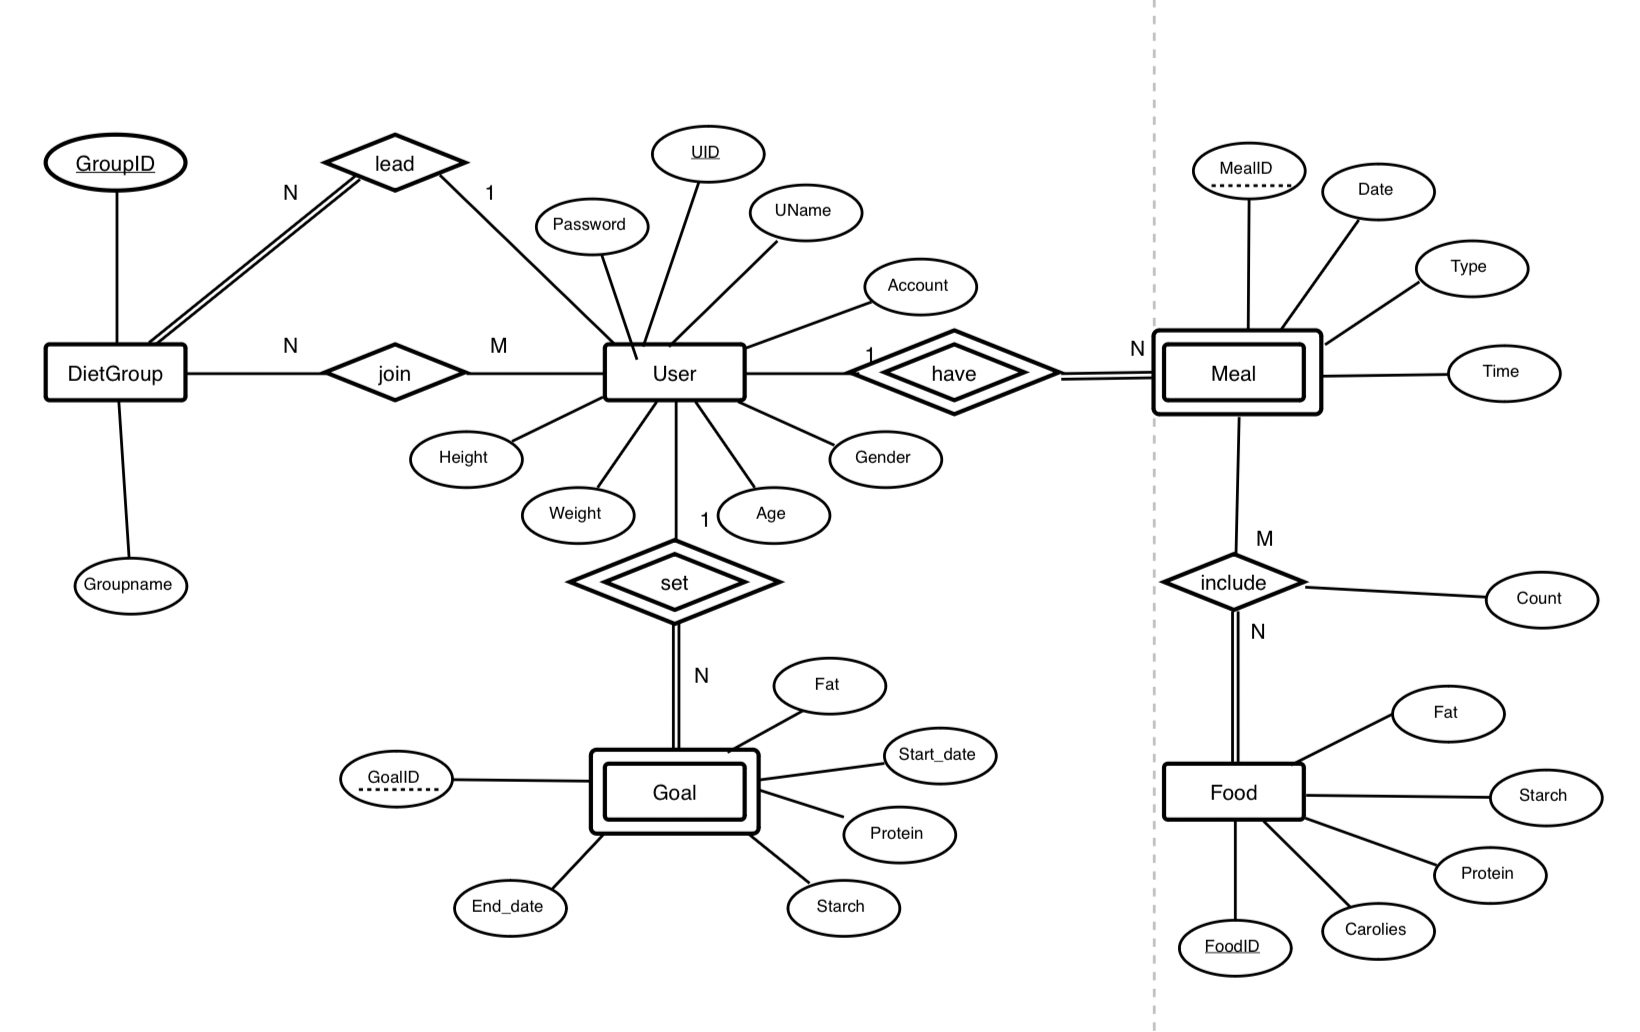 GroupID
lead
N
1
UID
Password
UName
Account
MealID
Date
Type
Time
DietGroup
N
join
M
User
1
have
N
Meal
Height
Weight
Age
Gender
Groupname
1
set
N
M
include
Count
N
Fat
Start_date
GoalID
Goal
Protein
End_date
Starch
Fat
Food
Starch
Protein
Carolies
FoodID